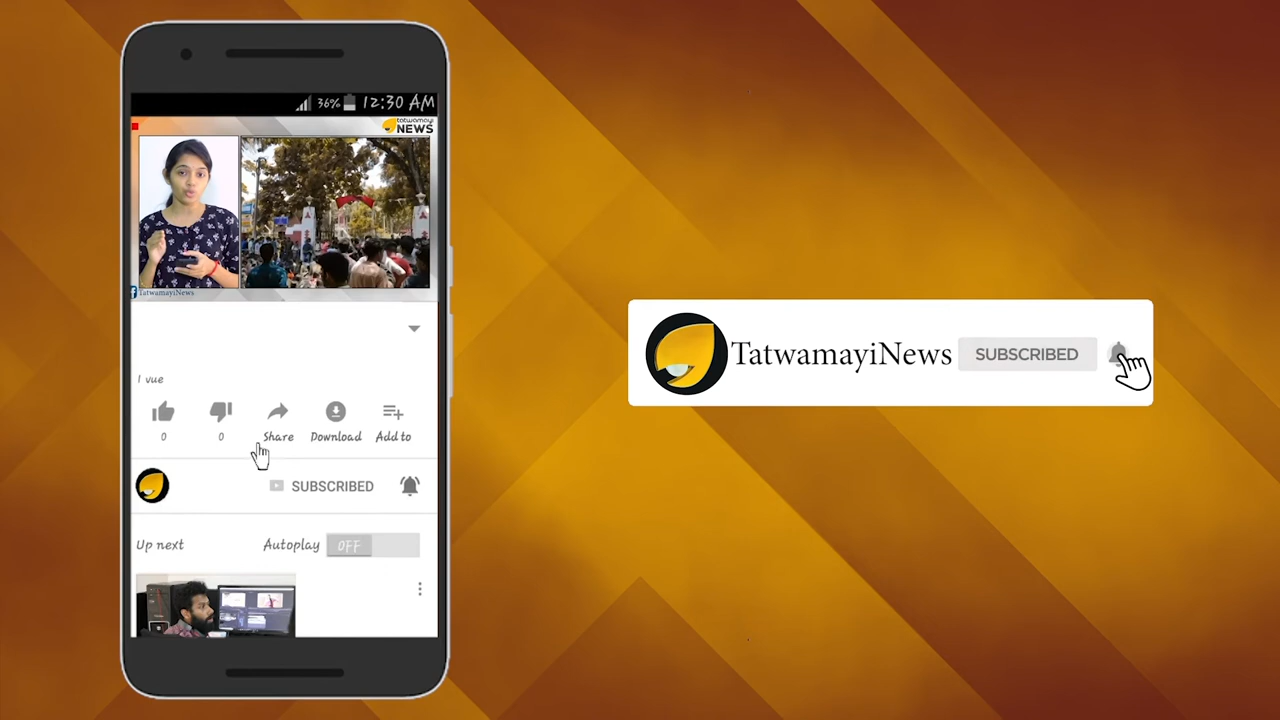 36%
12:30 AM
tatwamayi
NEWS
TatwamayiNews
1 vue
0
0
Share
Download
Add to
SUBSCRIBED
Up next
Autoplay
OFF
TatwamayiNews
SUBSCRIBED